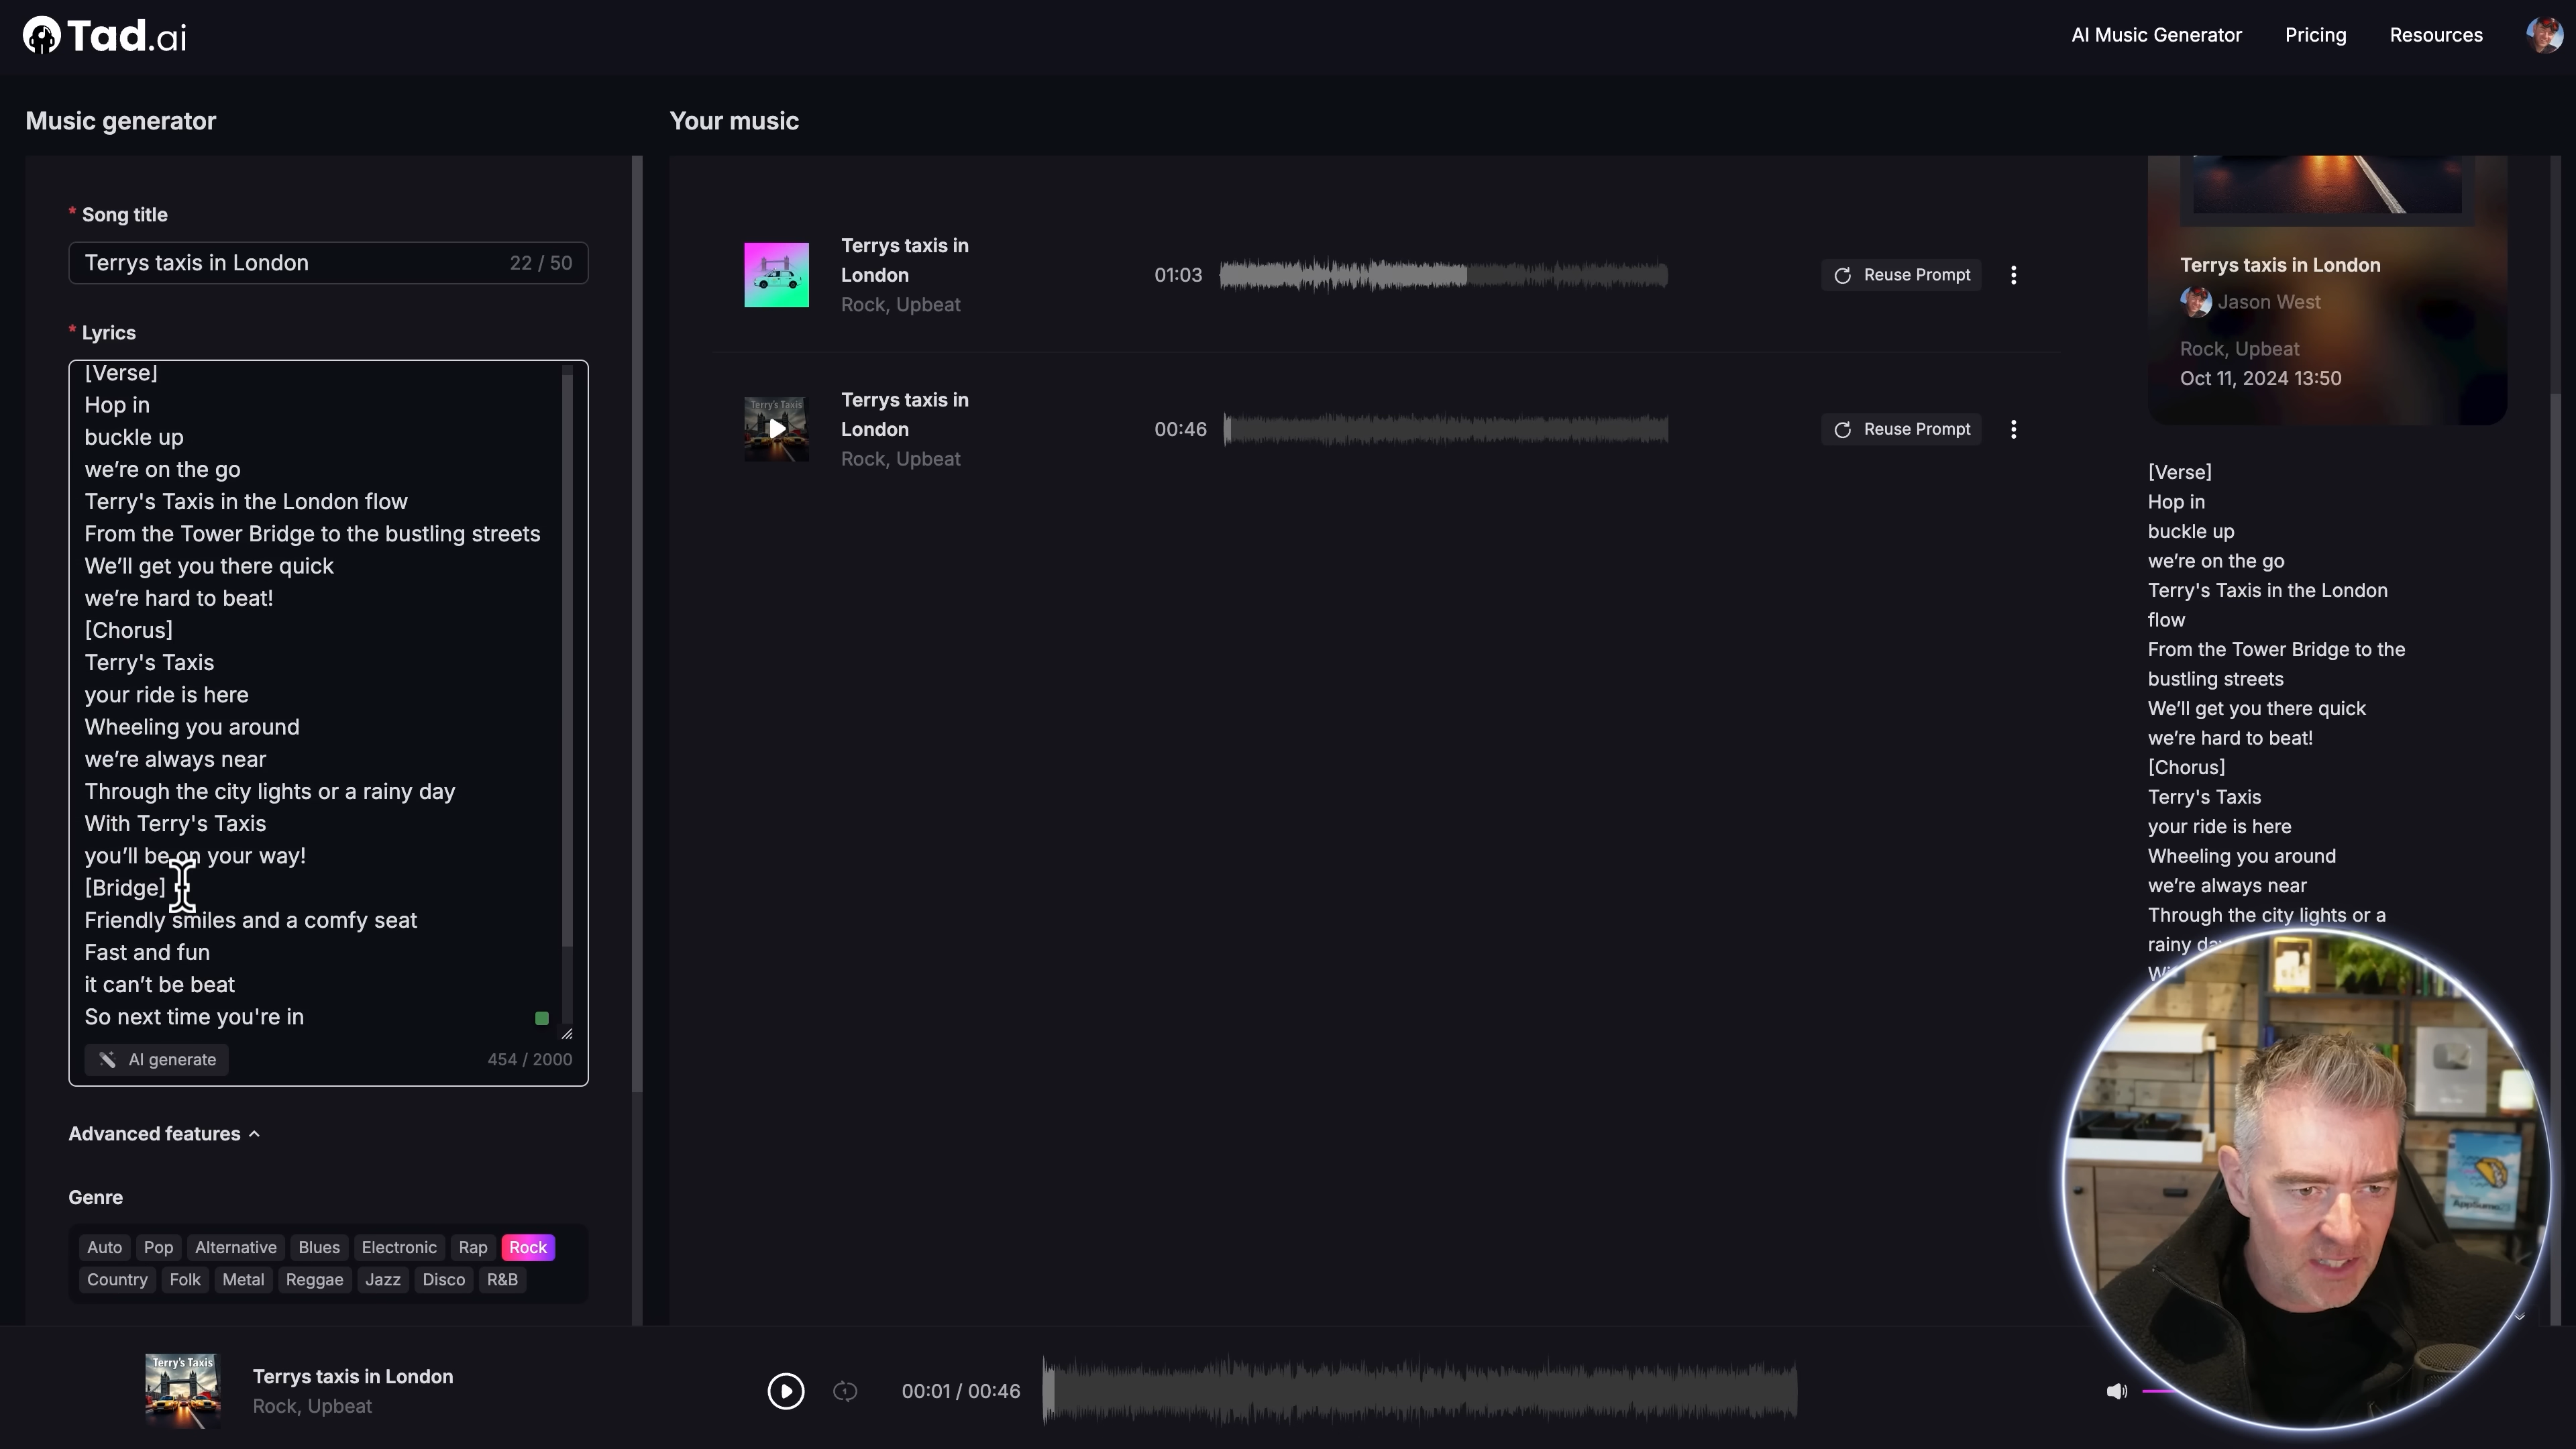 Tad.ai
AI Music Generator
Pricing
Resources
Music generator
* Song title
Terrys taxis in London
22 / 50
* Lyrics
[Verse]
Hop in
buckle up
we’re on the go
Terry's Taxis in the London flow
From the Tower Bridge to the bustling streets
We’ll get you there quick
we’re hard to beat!
[Chorus]
Terry's Taxis
your ride is here
Wheeling you around
we’re always near
Through the city lights or a rainy day
With Terry's Taxis
you’ll be on your way!
[Bridge]
Friendly smiles and a comfy seat
Fast and fun
it can’t be beat
So next time you're in
AI generate
454 / 2000
Advanced features
Genre
Auto Pop Alternative Blues Electronic Rap Rock
Country Folk Metal Reggae Jazz Disco R&B
Your music
Terrys taxis in
London
Rock, Upbeat
01:03
Reuse Prompt
Terry's Taxis
Terrys taxis in
London
Rock, Upbeat
00:46
Reuse Prompt
Terrys taxis in London
Jason West
Rock, Upbeat
Oct 11, 2024 13:50
[Verse]
Hop in
buckle up
we’re on the go
Terry's Taxis in the London
flow
From the Tower Bridge to the
bustling streets
We’ll get you there quick
we’re hard to beat!
[Chorus]
Terry's Taxis
your ride is here
Wheeling you around
we’re always near
Through the city lights or a
rainy
Terry's Taxis
Terrys taxis in London
Rock, Upbeat
1
00:01 / 00:46